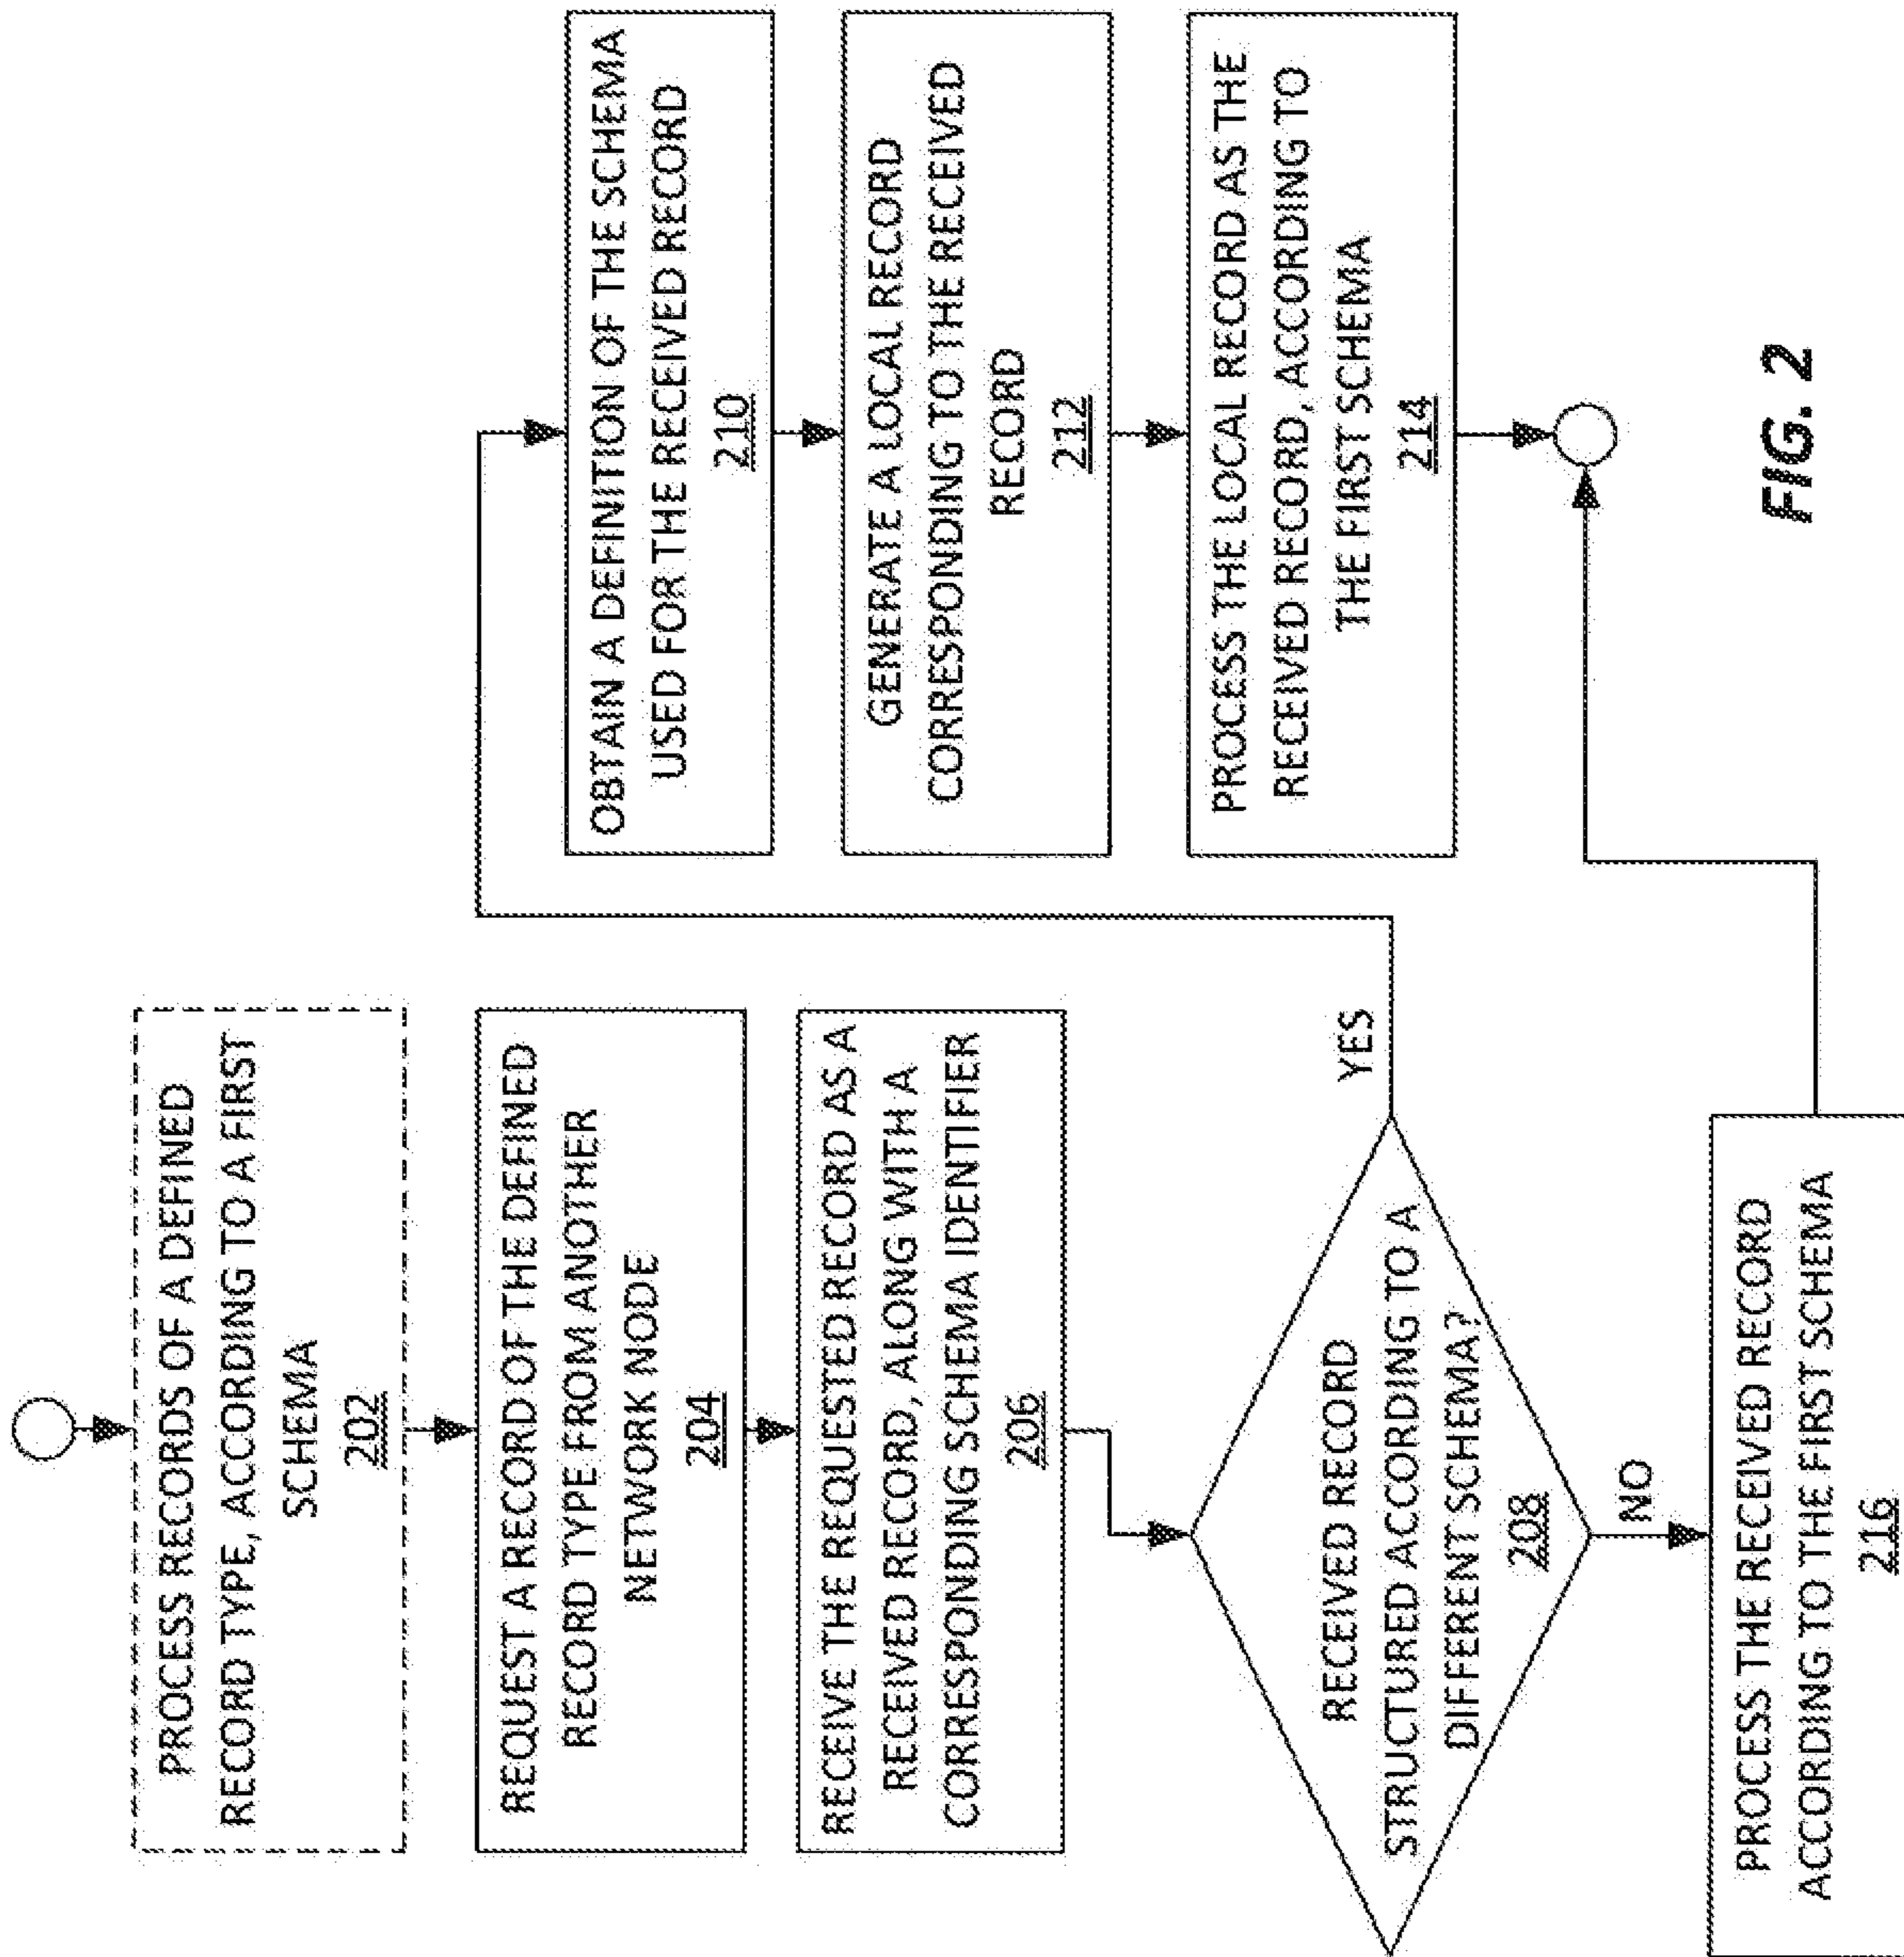 PROCESS RECORDS OF A DEFINED
RECORD TYPE, ACCORDING TO A FIRST
SCHEMA
202
REQUEST A RECORD OF THE DEFINED
RECORD TYPE FROM ANOTHER
NETWORK NODE
204
RECEIVE THE REQUESTED RECORD AS A
RECEIVED RECORD, ALONG WITH A
CORRESPONDING SCHEMA IDENTIFIER
206
RECEIVED RECORD
STRUCTURED ACCORDING TO A
DIFFERENT SCHEMA?
208
YES
NO
PROCESS THE RECEIVED RECORD
ACCORDING TO THE FIRST SCHEMA
216
OBTAIN A DEFINITION OF THE SCHEMA
USED FOR THE RECEIVED RECORD
210
GENERATE A LOCAL RECORD
CORRESPONDING TO THE RECEIVED
RECORD
212
PROCESS THE LOCAL RECORD AS THE
RECEIVED RECORD, ACCORDING TO
THE FIRST SCHEMA
214
FIG. 2